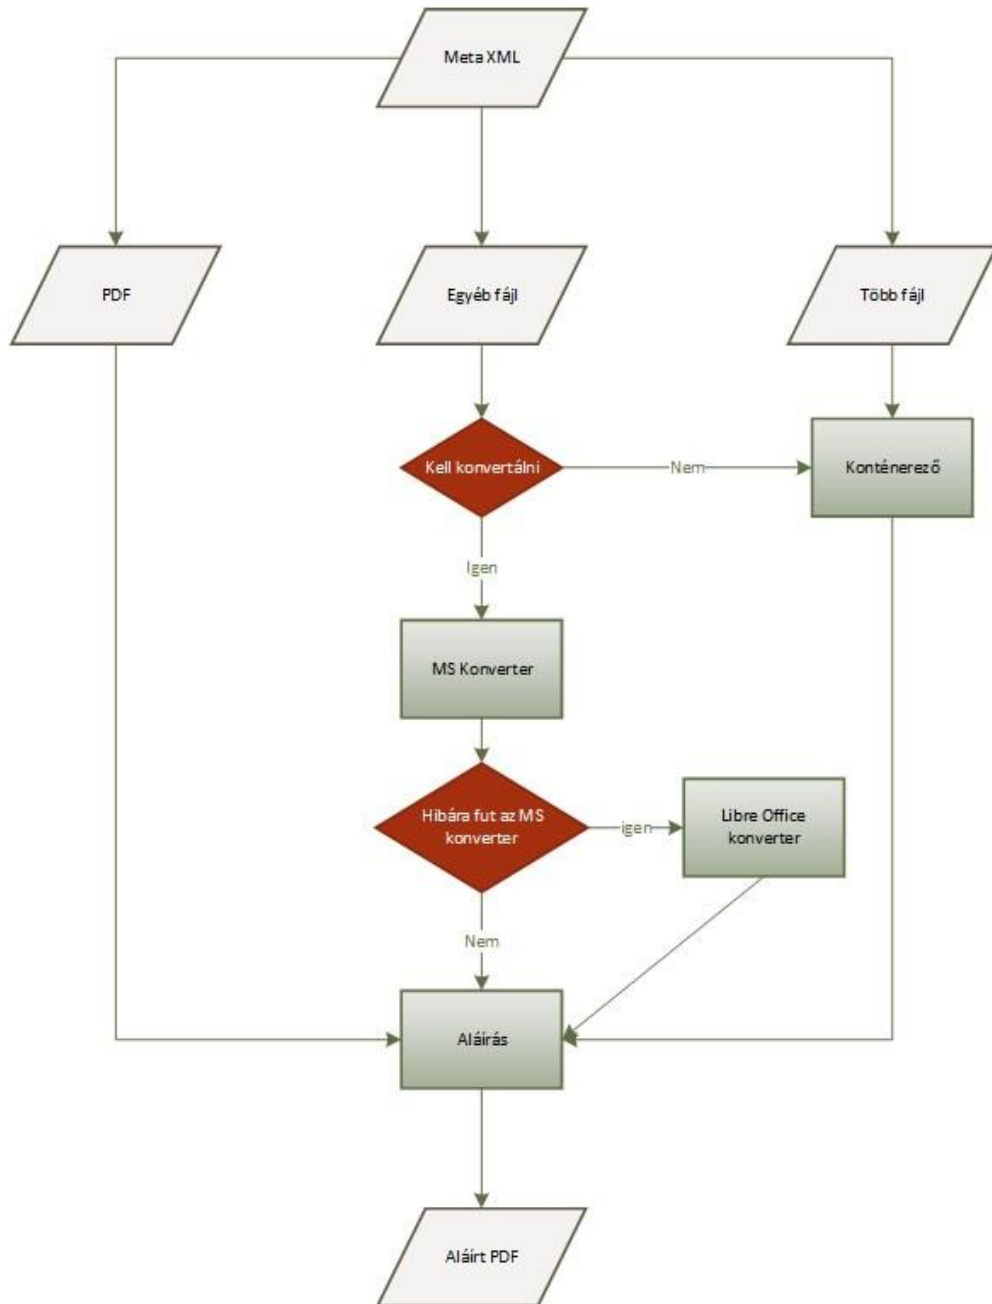 Meta XML
PDF
Egyéb fájl
Több fájl
Kell konvertálni
Nem
Konténerező
Igen
MS Konverter
Hibára fut az MS
konverter
igen
Libre Office
konverter
Nem
Aláírás
Aláírt PDF